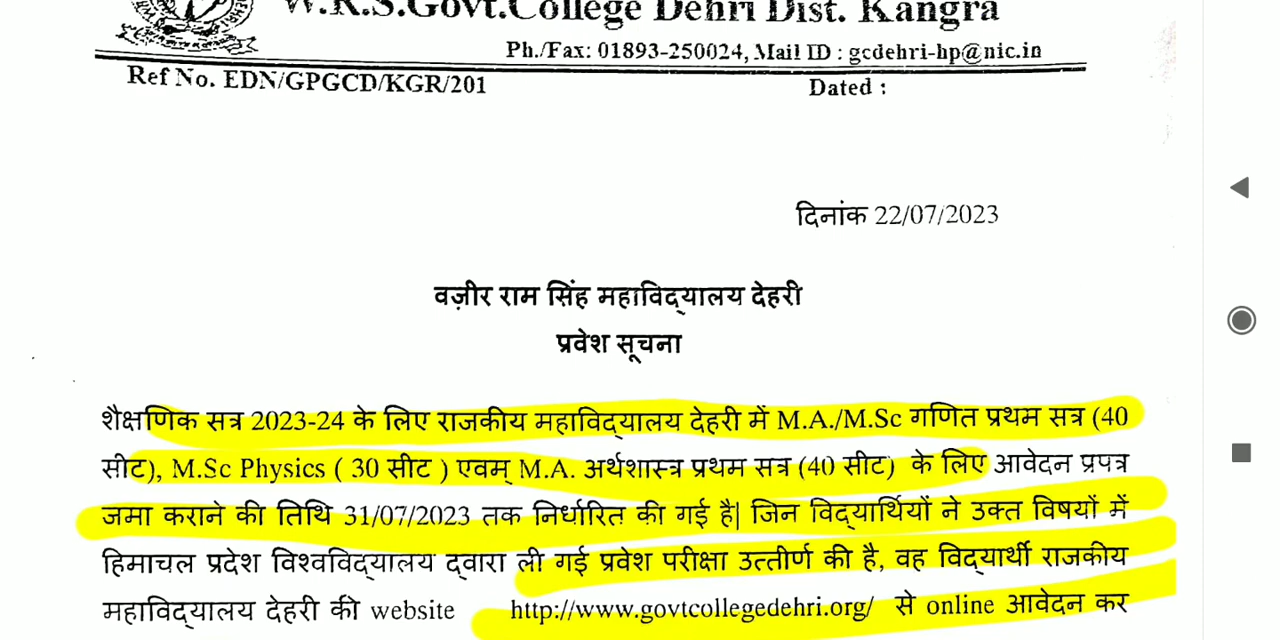 W.R.S.Govt.College Dehri Dist. Kangra
Ph./Fax: 01893-250024, Mail ID : gcdehri-hp@nic.in
Ref No. EDN/GPGCD/KGR/201
Dated :
दिनांक 22/07/2023
वज़ीर राम सिंह महाविद्यालय देहरी
प्रवेश सूचना
शैक्षणिक सत्र 2023-24 के लिए राजकीय महाविद्यालय देहरी में M.A./M.Sc गणित प्रथम सत्र (40
सीट), M.Sc Physics ( 30 सीट ) एवम् M.A. अर्थशास्त्र प्रथम सत्र (40 सीट) के लिए आवेदन प्रपत्र
जमा कराने की तिथि 31/07/2023 तक निर्धारित की गई है| जिन विद्यार्थियों ने उक्त विषयों में
हिमाचल प्रदेश विश्वविद्यालय द्वारा ली गई प्रवेश परीक्षा उत्तीर्ण की है, वह विद्यार्थी राजकीय
महाविद्यालय देहरी की website http://www.govtcollegedehri.org/ से online आवेदन कर